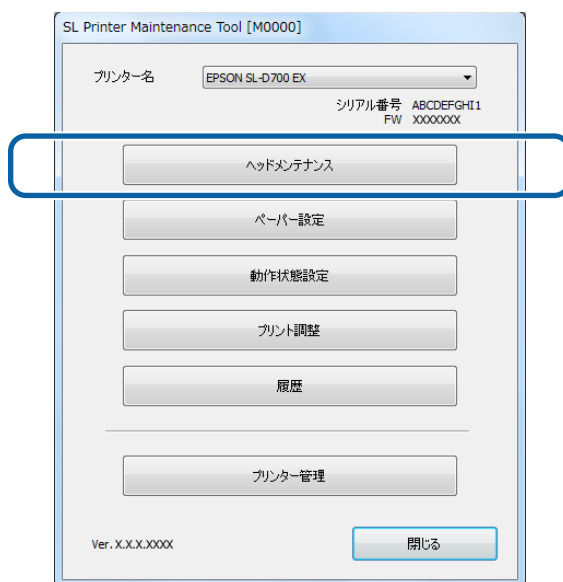 SL Printer Maintenance Tool [M0000]
プリンター名 EPSON SL-D700 EX
シリアル番号 ABCDEFGHI1
FW XXXXXXX
ヘッドメンテナンス
ペーパー設定
動作状態設定
プリント調整
履歴
プリンター管理
Ver.X.X.X.XXXX 閉じる